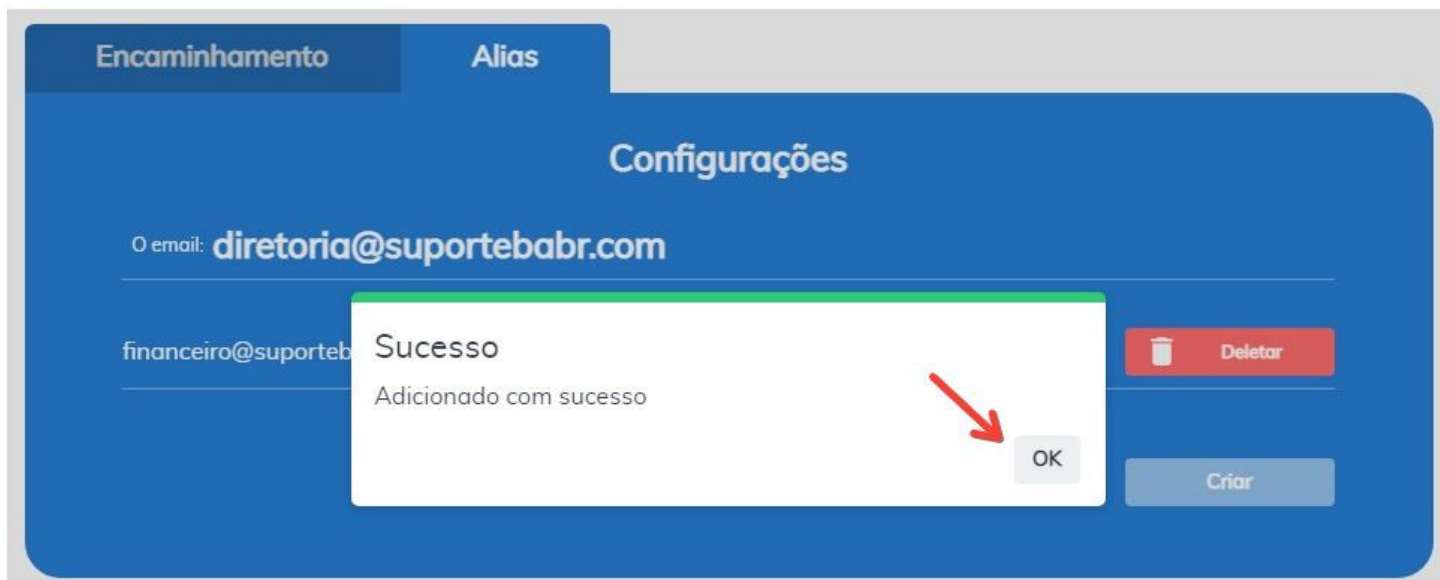 Encaminhamento Alias
Configurações
O email: diretoria@suportebabr.com
financeiro@suporteb
Deletar
Sucesso
Adicionado com sucesso
OK
Criar